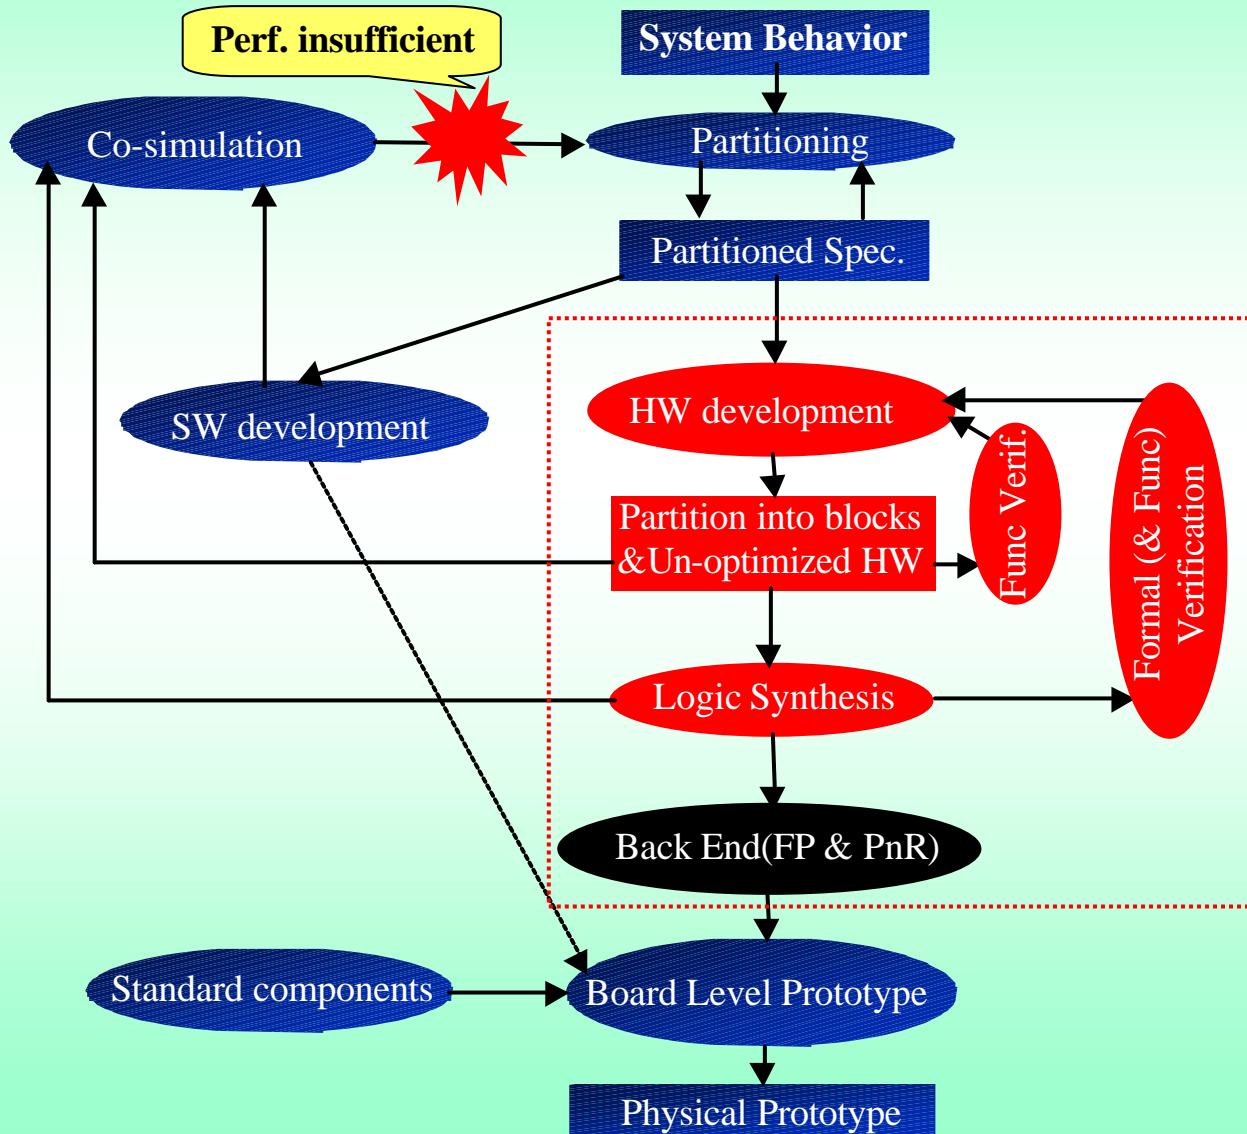 Perf. insufficient
System Behavior
Co-simulation
Partitioning
Partitioned Spec.
SW development
HW development
Func Verif.
Formal (& Func)
Verification
Partition into blocks
&Un-optimized HW
Logic Synthesis
Back End(FP & PnR)
Standard components
Board Level Prototype
Physical Prototype